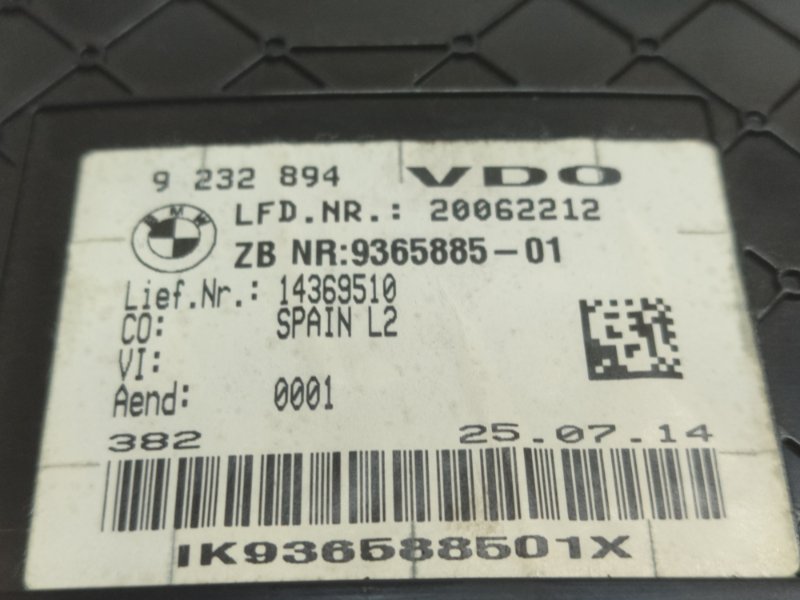 9 232 894 VDO
BMW LFD.NR.: 20062212
ZB NR:9365885-01
Lief.Nr.: 14369510
CO: SPAIN L2
VI:
Aend: 0001
382 25.07.14
IK936588501X